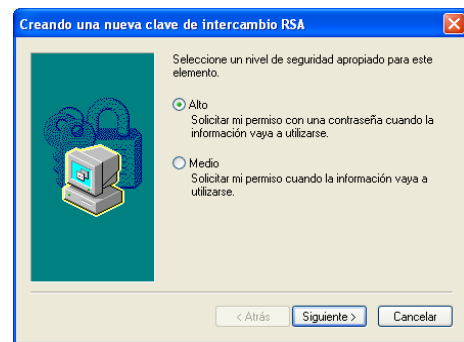 Creando una nueva clave de intercambio RSA
Seleccione un nivel de seguridad apropiado para este
elemento.
Alto
Solicitar mi permiso con una contraseña cuando la
información vaya a utilizarse.
Medio
Solicitar mi permiso cuando la información vaya a
utilizarse.
< Atrás Siguiente > Cancelar